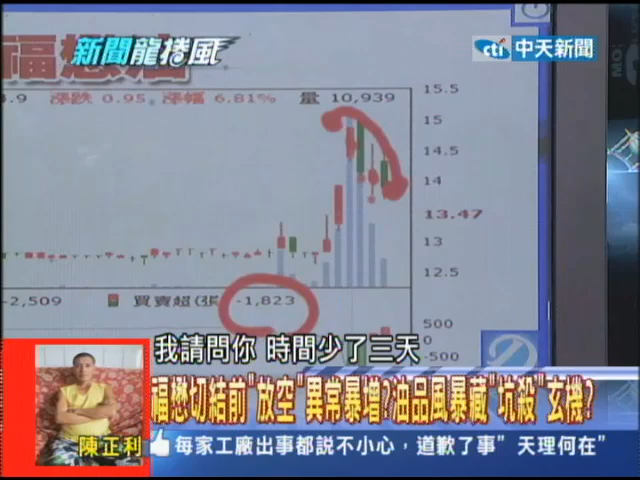 新聞龍捲風
cti 中天新聞
福懋油
3.9 漲跌 0.95 漲幅 6.81% 量 10,939
15.5
15
14.5
14
13.47
13
12.5
-2,509 買賣超(張 -1,823
500
0
-500
我請問你 時間少了三天
福懋切結前"放空"異常暴增?油品風暴藏"坑殺"玄機?
陳正利 每家工廠出事都說不小心，道歉了事"天理何在"